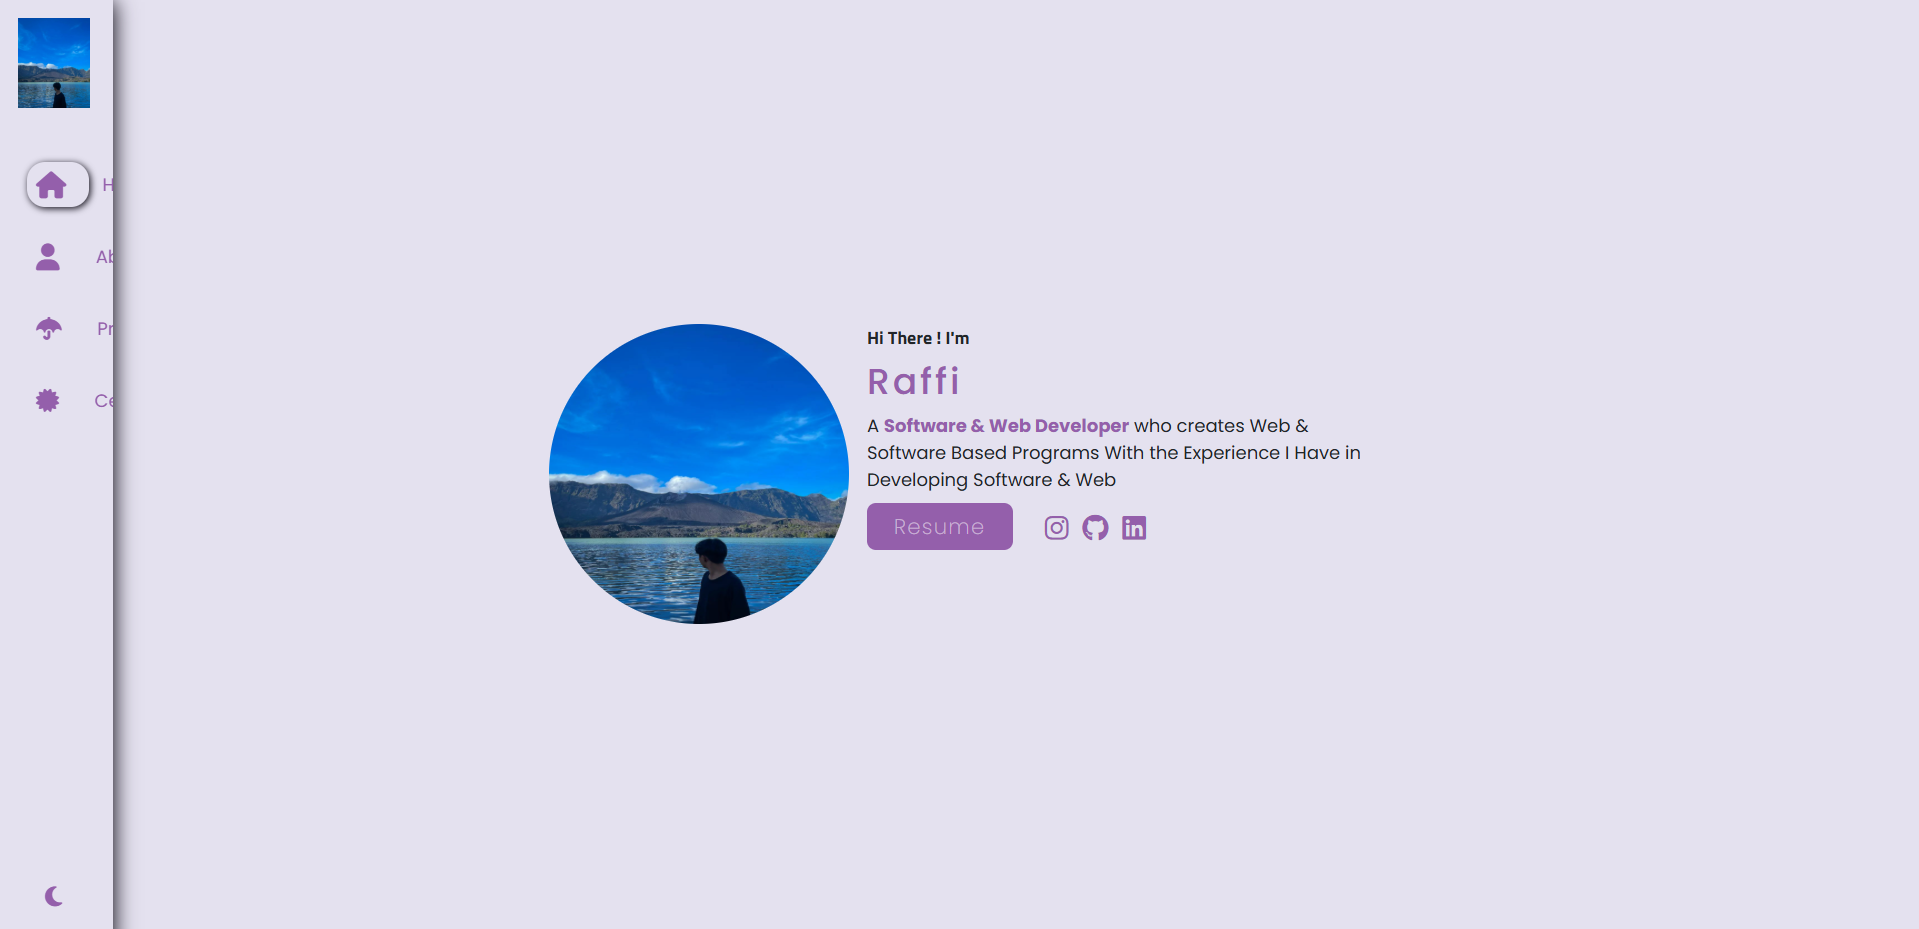 H
Ab
Pr
Ce
Hi There ! I'm
Raffi
A Software & Web Developer who creates Web &
Software Based Programs With the Experience I Have in
Developing Software & Web
Resume